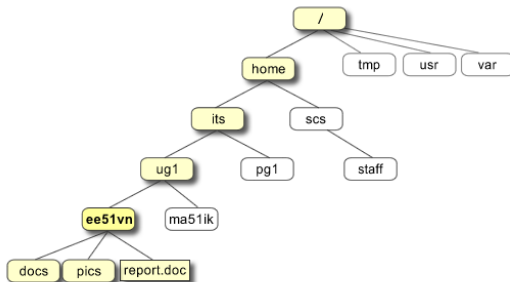 /
home
tmp
usr
var
its
scs
ug1
pg1
staff
ee51vn
ma51ik
docs
pics
report.doc